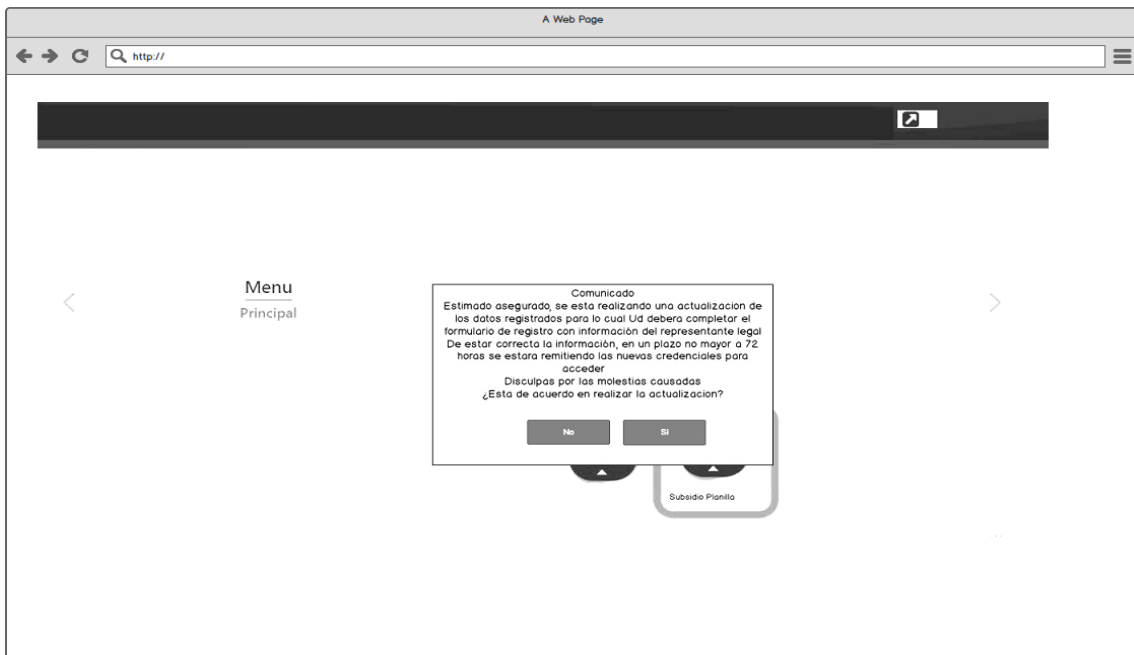 A Web Page
http://
Menu
Principal
Comunicado
Estimado asegurado, se esta realizando una actualizacion de
los datos registrados para lo cual Ud debera completar el
formulario de registro con información del representante legal
De estar correcta la información, en un plazo no mayor a 72
horas se estara remitiendo las nuevas credenciales para
acceder
Disculpas por las molestias causadas
¿Esta de acuerdo en realizar la actualizacion?
No
Si
Subsidio Planilla